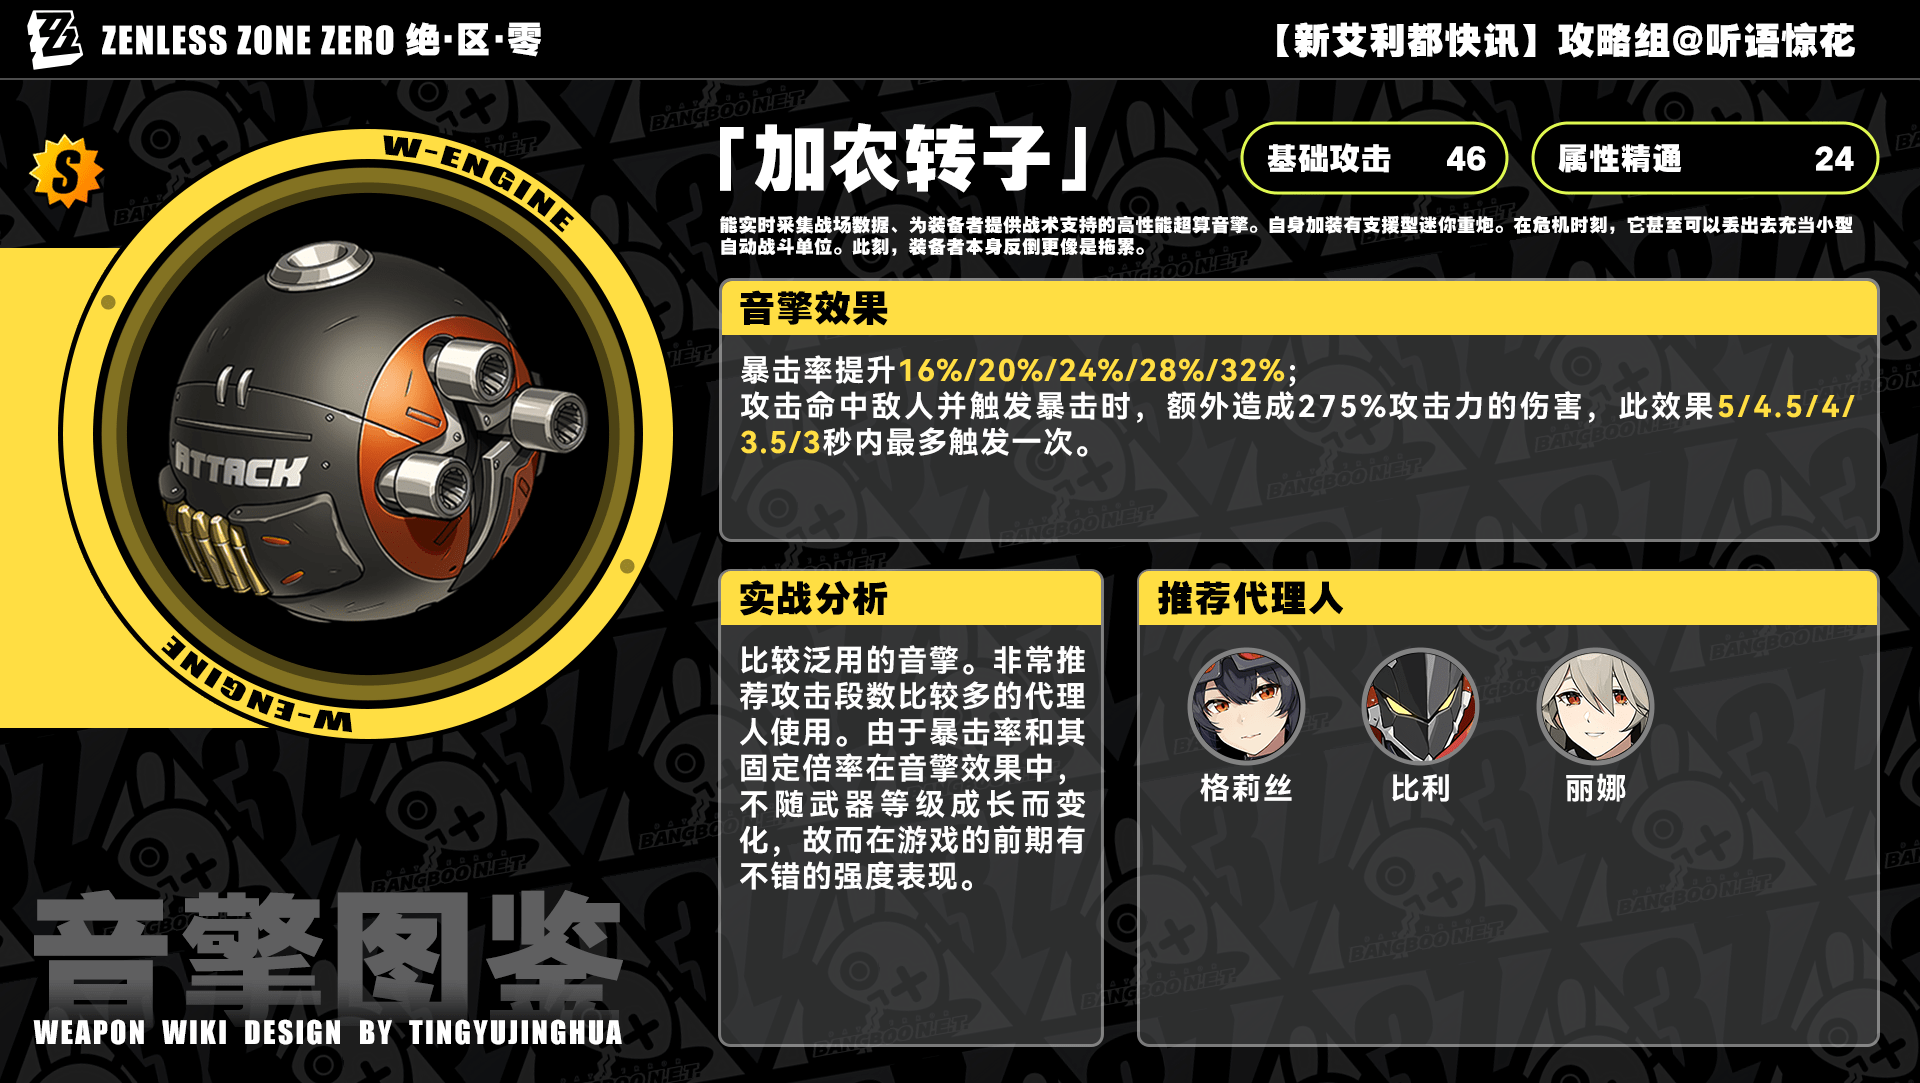 ZENLESS ZONE ZERO 绝·区·零
【新艾利都快讯】攻略组@听语惊花
S
W-ENGINE
ATTACK
W-ENGINE
「加农转子」
基础攻击 46
属性精通 24
能实时采集战场数据、为装备者提供战术支持的高性能超算音擎。自身加装有支援型迷你重炮。在危机时刻，它甚至可以丢出去充当小型
自动战斗单位。此刻，装备者本身反倒更像是拖累。
音擎效果
暴击率提升16%/20%/24%/28%/32%;
攻击命中敌人并触发暴击时，额外造成275%攻击力的伤害，此效果5/4.5/4/
3.5/3秒内最多触发一次。
实战分析
比较泛用的音擎。非常推
荐攻击段数比较多的代理
人使用。由于暴击率和其
固定倍率在音擎效果中，
不随武器等级成长而变
化，故而在游戏的前期有
不错的强度表现。
推荐代理人
格莉丝
比利
丽娜
音擎图鉴
WEAPON WIKI DESIGN BY TINGYUJINGHUA